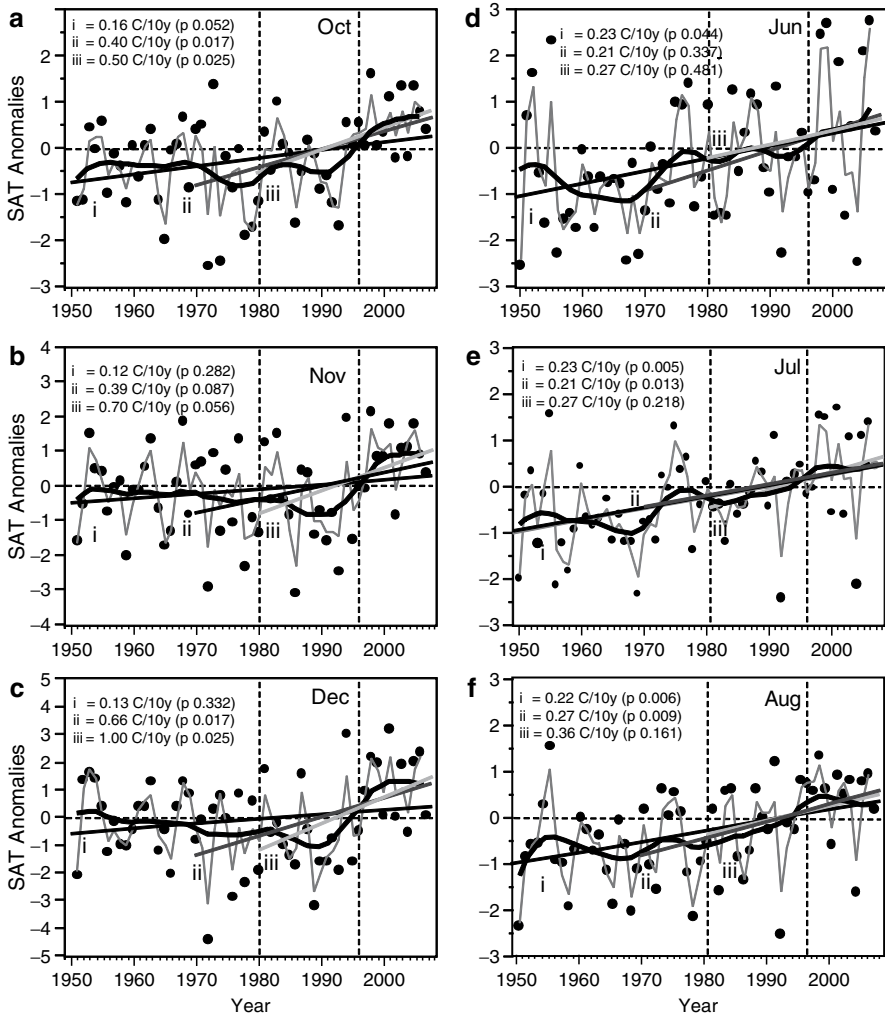 a
Oct
i = 0.16 C/10y (p 0.052)
ii = 0.40 C/10y (p 0.017)
iii = 0.50 C/10y (p 0.025)
SAT Anomalies
3
2
1
0
−1
−2
−3
i
ii
iii
1950 1960 1970 1980 1990 2000
b
Nov
i = 0.12 C/10y (p 0.282)
ii = 0.39 C/10y (p 0.087)
iii = 0.70 C/10y (p 0.056)
SAT Anomalies
4
3
2
1
0
−1
−2
−3
−4
i
ii
iii
1950 1960 1970 1980 1990 2000
c
Dec
i = 0.13 C/10y (p 0.332)
ii = 0.66 C/10y (p 0.017)
iii = 1.00 C/10y (p 0.025)
SAT Anomalies
5
4
3
2
1
0
−1
−2
−3
−4
−5
i
ii
iii
1950 1960 1970 1980 1990 2000
Year
d
Jun
i = 0.23 C/10y (p 0.044)
ii = 0.21 C/10y (p 0.337)
iii = 0.27 C/10y (p 0.481)
3
2
1
0
−1
−2
−3
i
ii
iii
1950 1960 1970 1980 1990 2000
e
Jul
i = 0.23 C/10y (p 0.005)
ii = 0.21 C/10y (p 0.013)
iii = 0.27 C/10y (p 0.218)
3
2
1
0
−1
−2
−3
i
ii
iii
1950 1960 1970 1980 1990 2000
f
Aug
i = 0.22 C/10y (p 0.006)
ii = 0.27 C/10y (p 0.009)
iii = 0.36 C/10y (p 0.161)
3
2
1
0
−1
−2
−3
i
ii
iii
1950 1960 1970 1980 1990 2000
Year